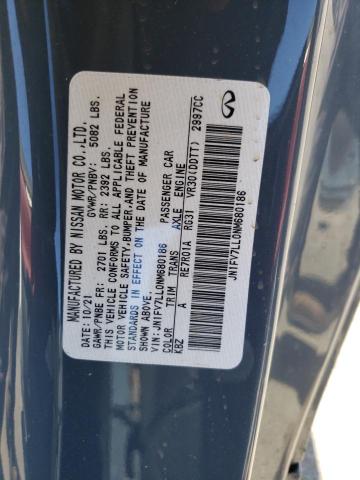 MANUFACTURED BY NISSAN MOTOR CO.,LTD.
DATE: 10/21 GVWR/PNBV: 5082 LBS.
GAWR/PNBE FR: 2701 LBS. RR: 2392 LBS.
THIS VEHICLE CONFORMS TO ALL APPLICABLE FEDERAL
MOTOR VEHICLE SAFETY, BUMPER, AND THEFT PREVENTION
STANDARDS IN EFFECT ON THE DATE OF MANUFACTURE
SHOWN ABOVE.
VIN: JN1FV7LL0NM680186 PASSENGER CAR
COLOR TRIM TRANS AXLE ENGINE
KBZ A RE7R01A RG31 VR30(DDTT) 2997CC
JN1FV7LL0NM680186